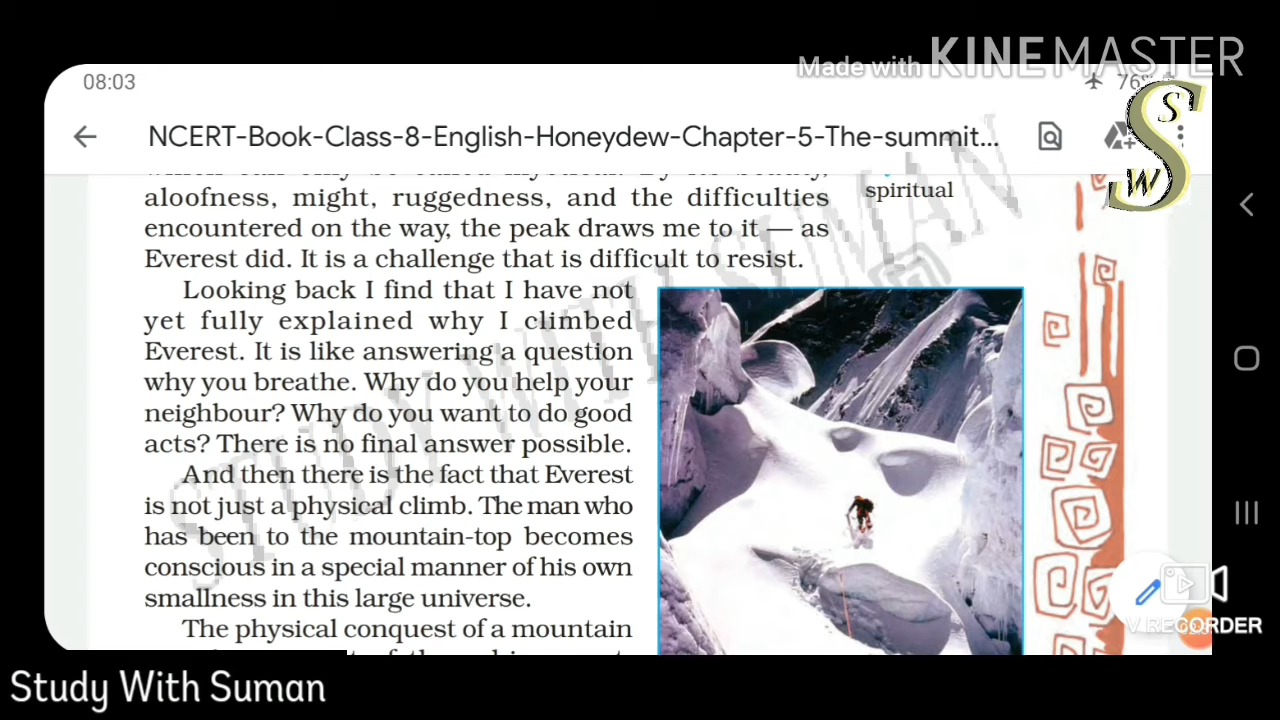 Made with KINEMASTER
08:03
76%
NCERT-Book-Class-8-English-Honeydew-Chapter-5-The-summit...
S
S
W
aloofness, might, ruggedness, and the difficulties
encountered on the way, the peak draws me to it — as
Everest did. It is a challenge that is difficult to resist.
spiritual
Looking back I find that I have not
yet fully explained why I climbed
Everest. It is like answering a question
why you breathe. Why do you help your
neighbour? Why do you want to do good
acts? There is no final answer possible.
And then there is the fact that Everest
is not just a physical climb. The man who
has been to the mountain-top becomes
conscious in a special manner of his own
smallness in this large universe.
The physical conquest of a mountain
STUDY WITH SUMAN
V RECORDER
Study With Suman